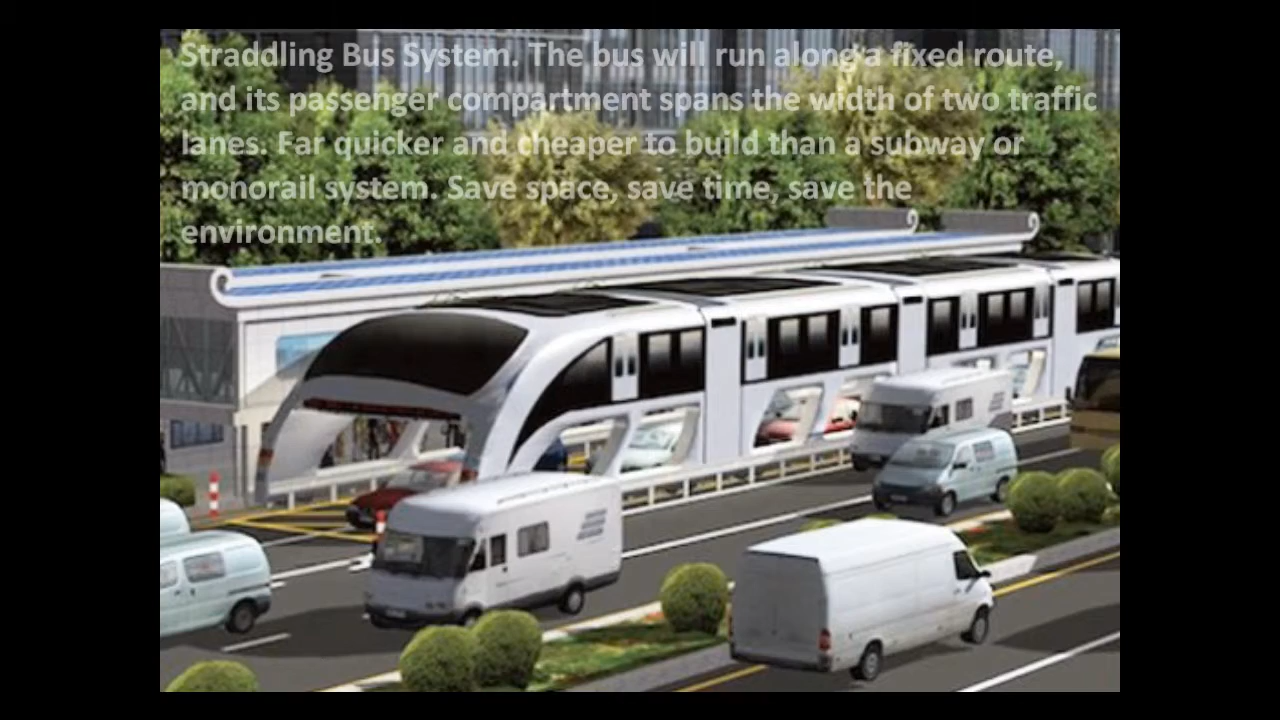 Straddling Bus System. The bus will run along a fixed route,
and its passenger compartment spans the width of two traffic
lanes. Far quicker and cheaper to build than a subway or
monorail system. Save space, save time, save the
environment.